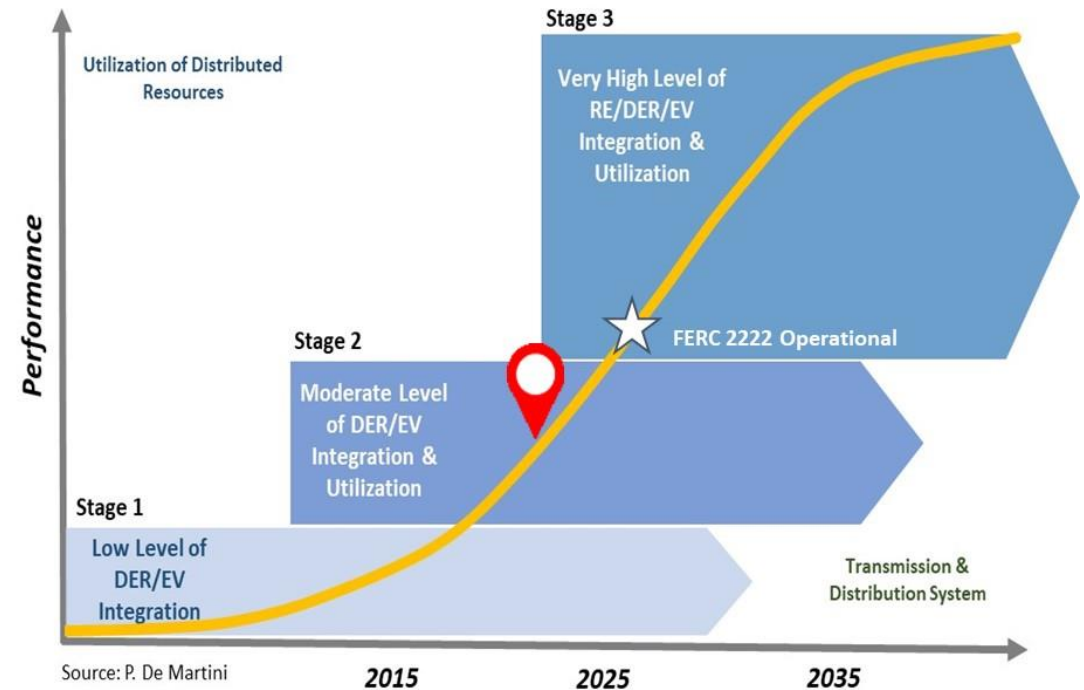 Stage 3
Utilization of Distributed
Resources
Very High Level of
RE/DER/EV
Integration &
Utilization
Performance
Stage 2
FERC 2222 Operational
Moderate Level
of DER/EV
Integration &
Utilization
Stage 1
Low Level of
DER/EV
Integration
Transmission &
Distribution System
Source: P. De Martini
2015
2025
2035